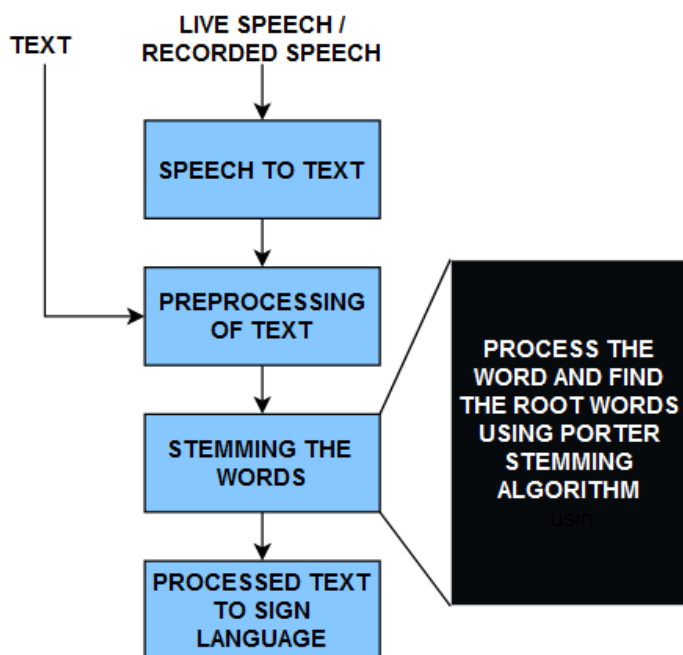 TEXT
LIVE SPEECH /
RECORDED SPEECH
SPEECH TO TEXT
PREPROCESSING
OF TEXT
STEMMING THE
WORDS
PROCESSED TEXT
TO SIGN
LANGUAGE
PROCESS THE
WORD AND FIND
THE ROOT WORDS
USING PORTER
STEMMING
ALGORITHM
usin